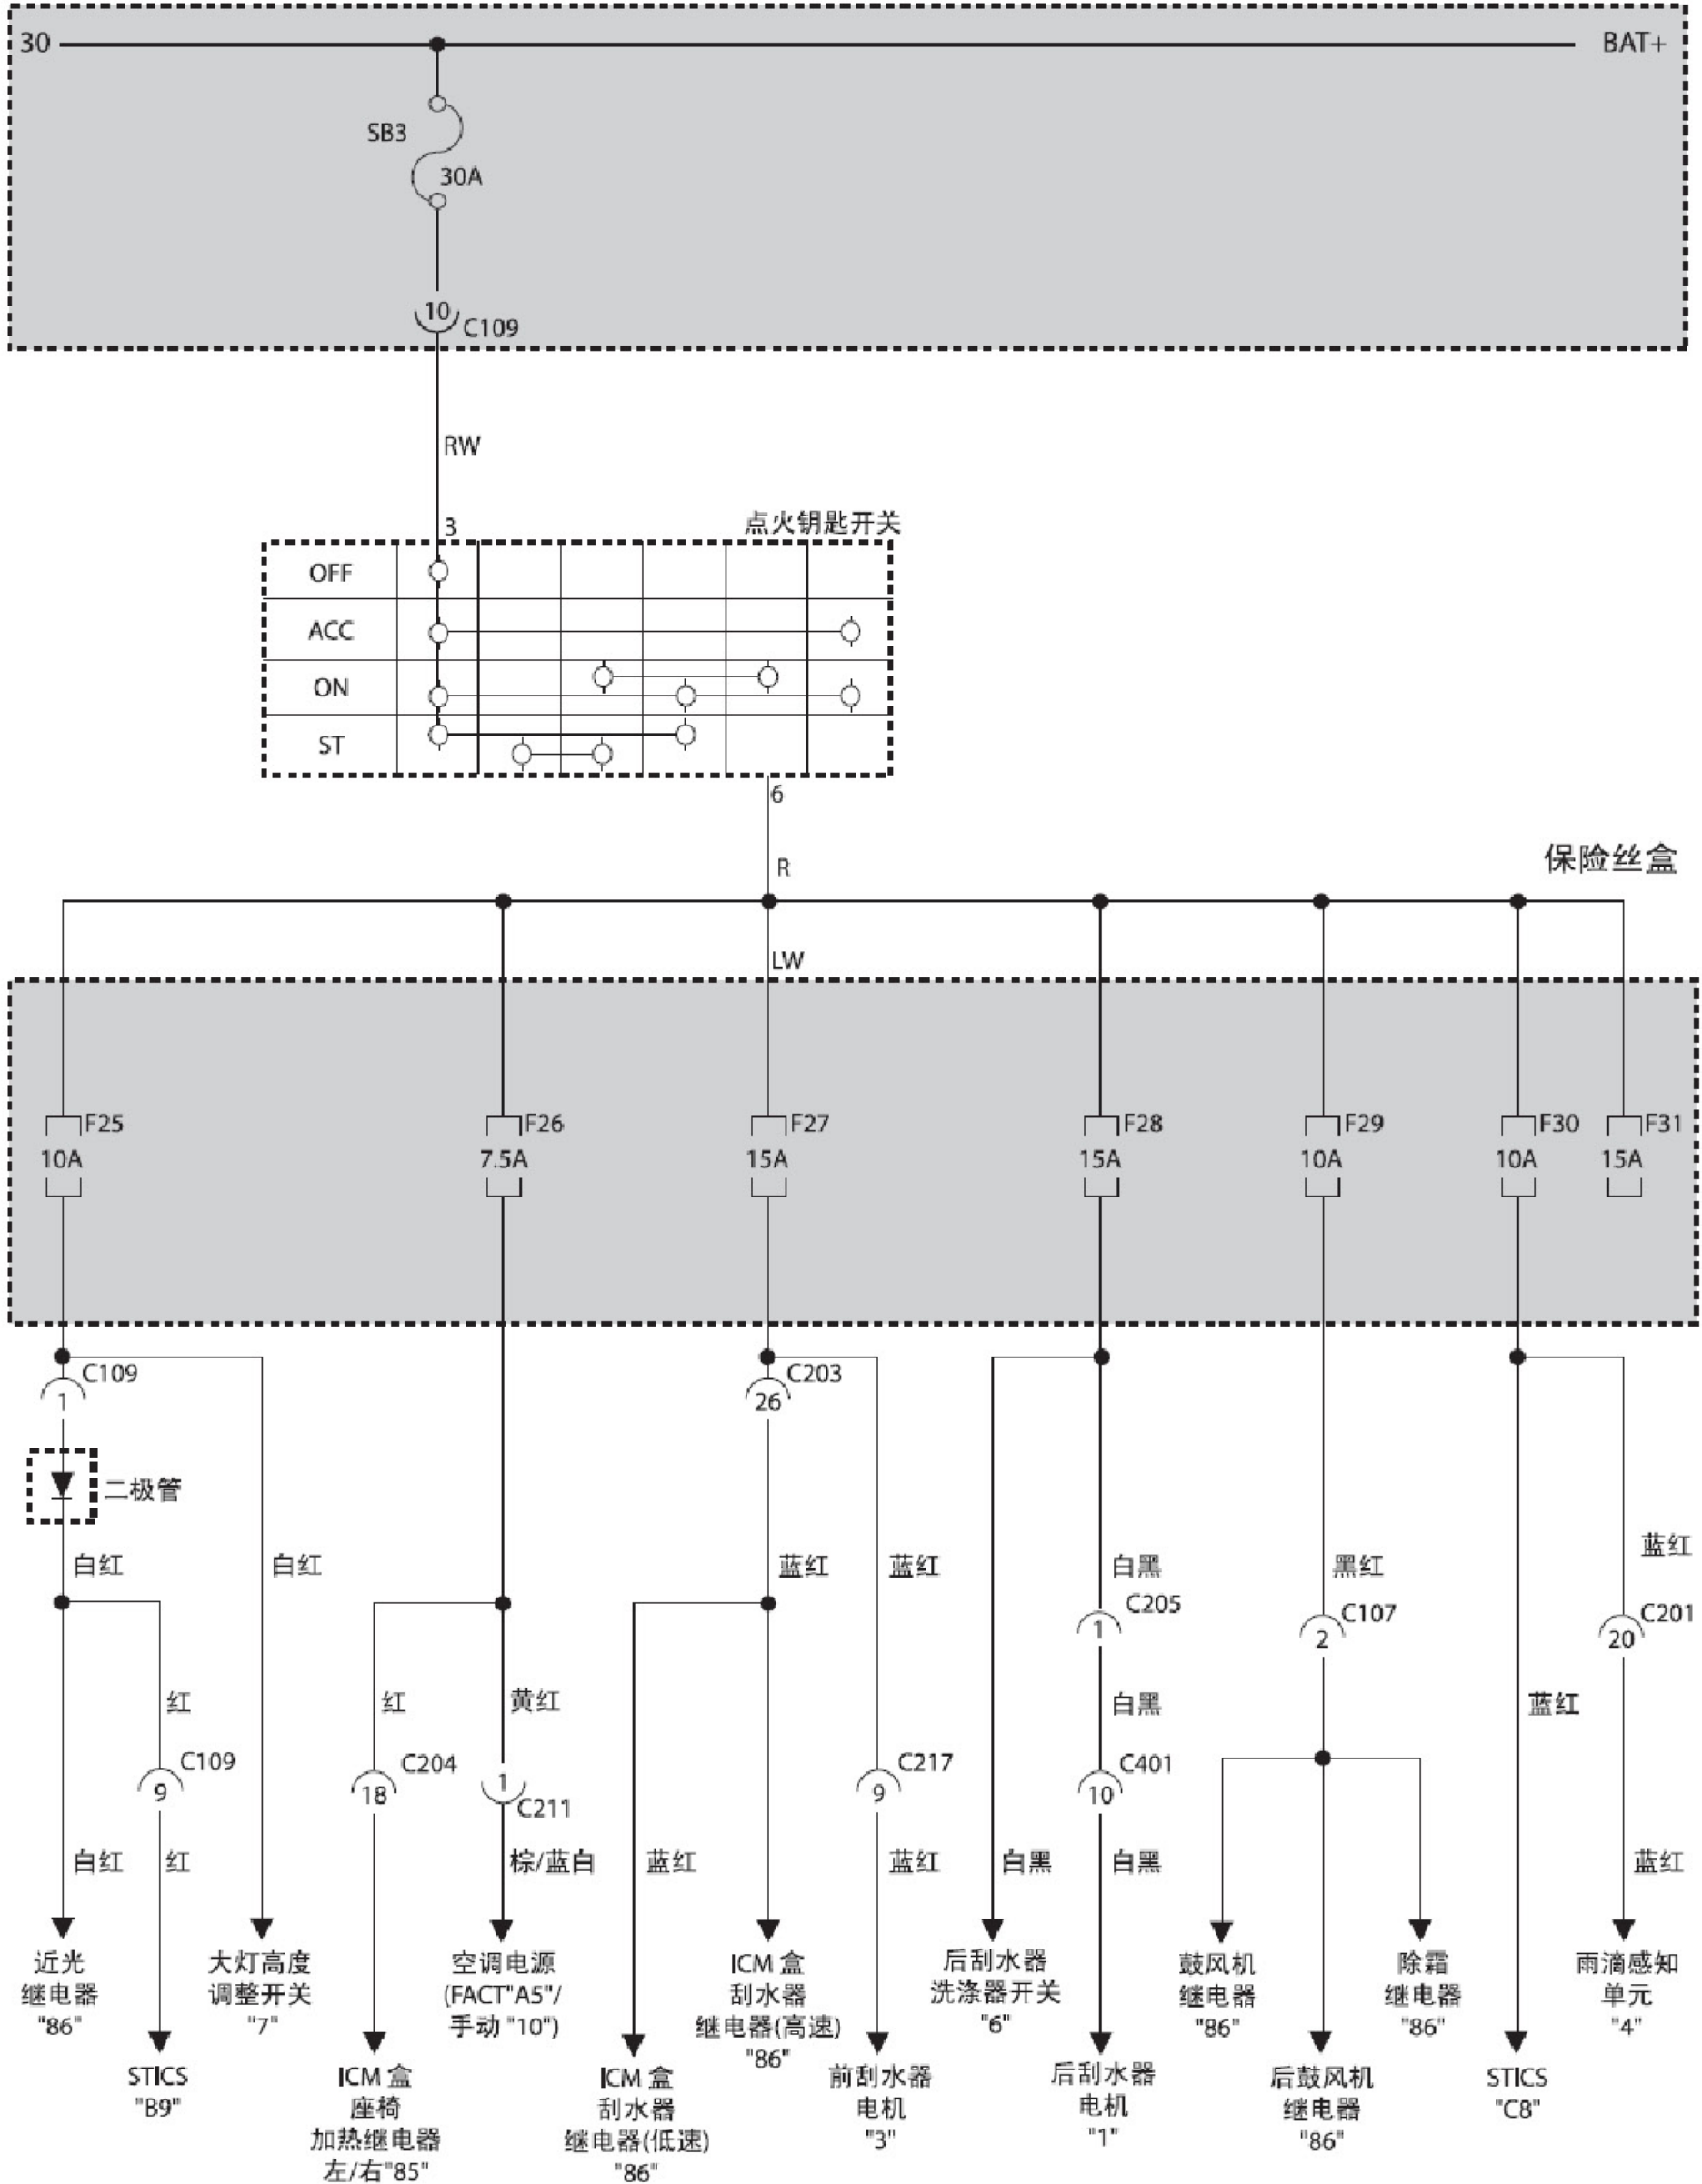 30
BAT+
SB3
30A
10
C109
RW
3
点火钥匙开关
OFF
ACC
ON
ST
6
R
保险丝盒
LW
F25
F26
F27
F28
F29
F30
F31
10A
7.5A
15A
15A
10A
10A
15A
C109
1
C203
26
二极管
白红
白红
蓝红
蓝红
白黑
黑红
蓝红
C205
1
C107
2
C201
20
红
红
黄红
白黑
蓝红
C109
9
C204
18
1
C211
C217
9
C401
10
白红
红
棕/蓝白
蓝红
蓝红
白黑
白黑
蓝红
近光
继电器
"86"
STICS
"B9"
大灯高度
调整开关
"7"
ICM 盒
座椅
加热继电器
左/右"85"
空调电源
(FACT"A5"/
手动 "10")
ICM 盒
刮水器
继电器(低速)
"86"
ICM 盒
刮水器
继电器(高速)
"86"
前刮水器
电机
"3"
后刮水器
洗涤器开关
"6"
后刮水器
电机
"1"
鼓风机
继电器
"86"
后鼓风机
继电器
"86"
除霜
继电器
"86"
STICS
"C8"
雨滴感知
单元
"4"